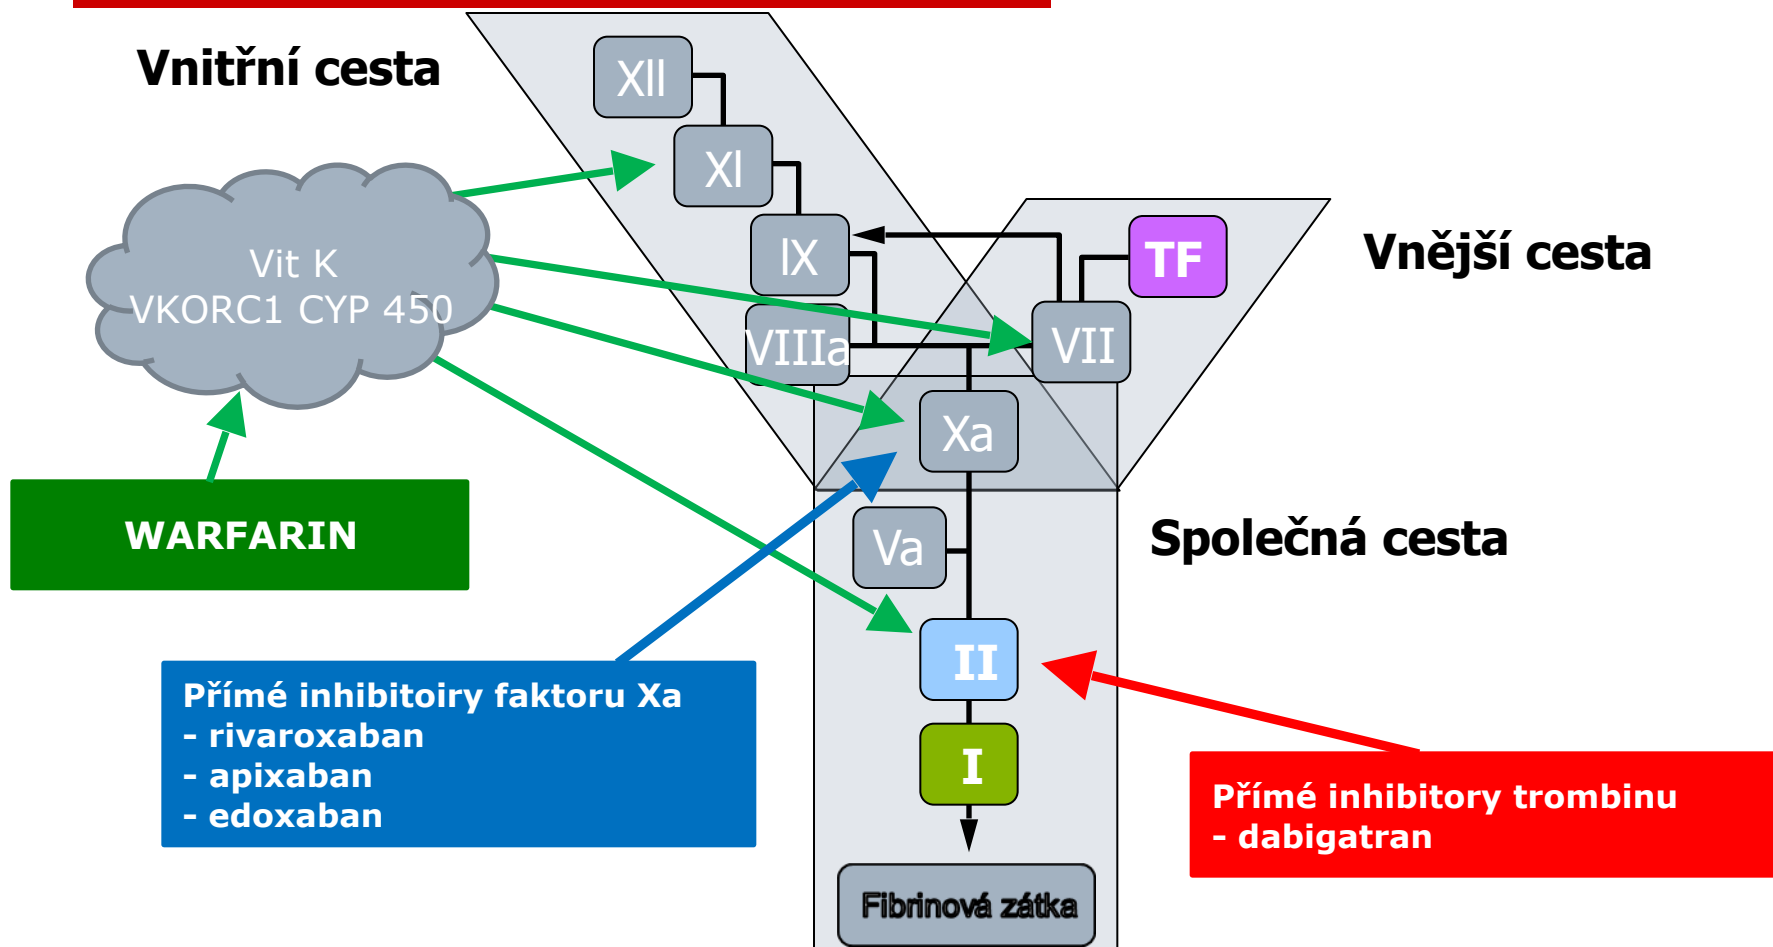 Vnitřní cesta
XII
XI
IX
VIIIa
TF
VII
Vnější cesta
Vit K
VKORC1 CYP 450
Xa
WARFARIN
Va
Společná cesta
II
I
Přímé inhibitoiry faktoru Xa
- rivaroxaban
- apixaban
- edoxaban
Přímé inhibitory trombinu
- dabigatran
Fibrinová zátka